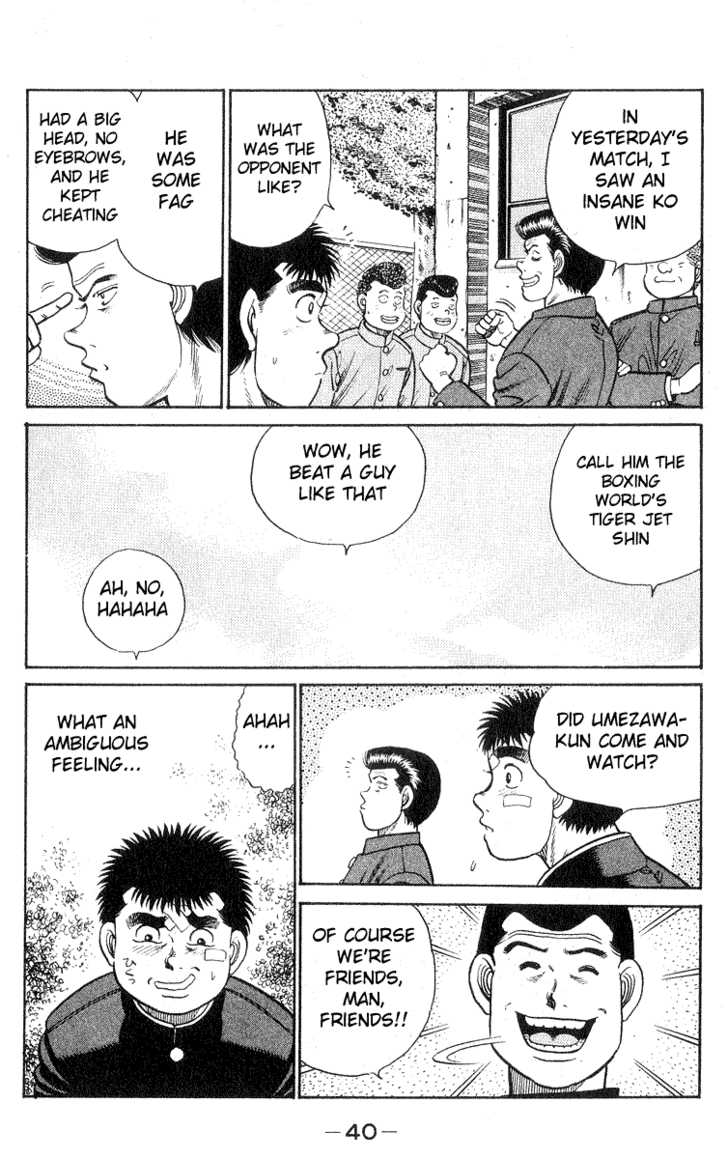 IN
YESTERDAY'S
MATCH, I
SAW AN
INSANE KO
WIN
WHAT
WAS THE
OPPONENT
LIKE?
HE
WAS
SOME
FAG
HAD A BIG
HEAD, NO
EYEBROWS,
AND HE
KEPT
CHEATING
CALL HIM THE
BOXING
WORLD'S
TIGER JET
SHIN
WOW, HE
BEAT A GUY
LIKE THAT
AH, NO,
HAHAHA
DID UMEZAWA-
KUN COME AND
WATCH?
OF COURSE
WE'RE
FRIENDS,
MAN,
FRIENDS!!
AHAH
...
WHAT AN
AMBIGUOUS
FEELING...
—40—